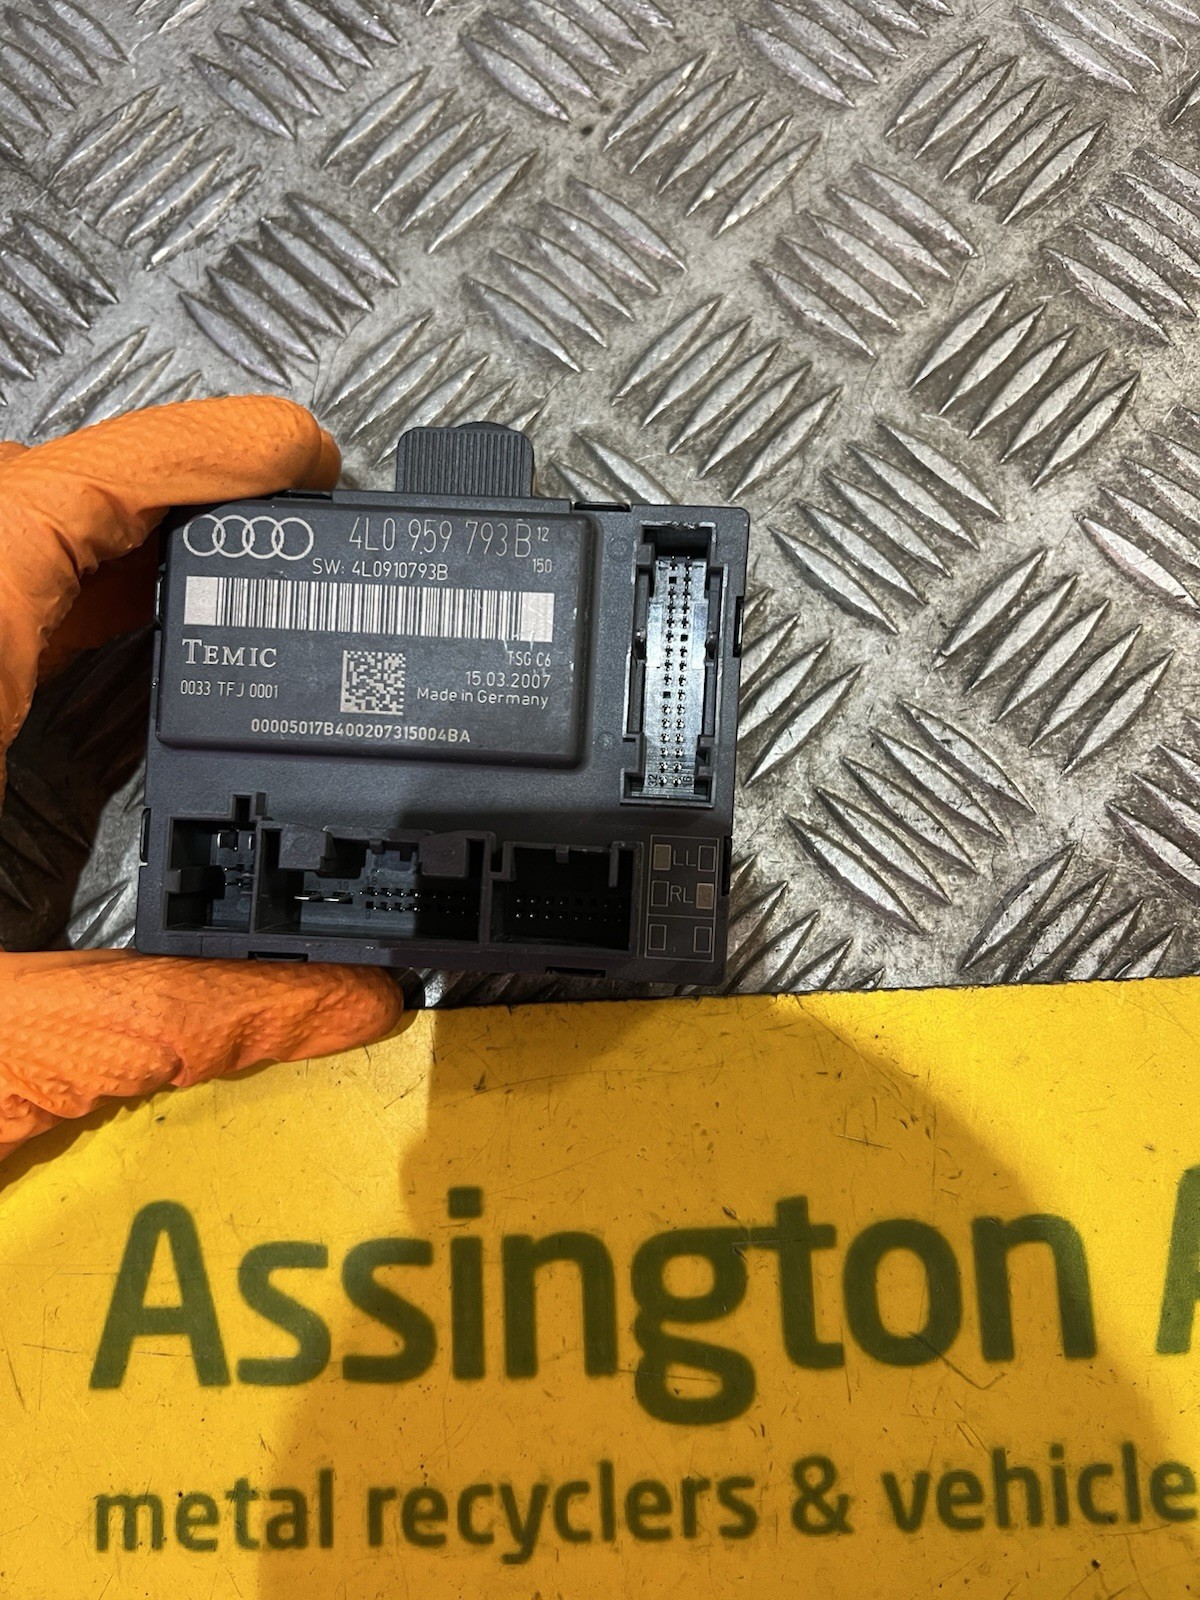 4L0 959 793 B 12
150
SW: 4L0910793B
TEMIC
TSG C6
15.03.2007
0033 TFJ 0001
Made in Germany
00005017B400207315004BA
LL
RL
Assington
metal recyclers & vehicle